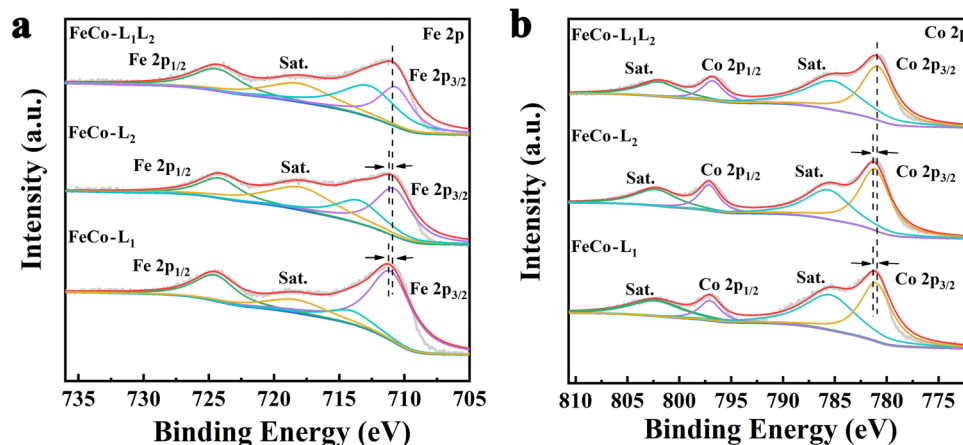 a
FeCo-L₁L₂
Fe 2p
Fe 2p₁/₂
Sat.
Fe 2p₃/₂
FeCo-L₂
Fe 2p₁/₂
Sat.
Fe 2p₃/₂
FeCo-L₁
Fe 2p₁/₂
Sat.
Fe 2p₃/₂
Intensity (a.u.)
735 730 725 720 715 710 705
Binding Energy (eV)
b
FeCo-L₁L₂
Co 2p
Sat.
Co 2p₁/₂
Sat.
Co 2p₃/₂
FeCo-L₂
Sat.
Co 2p₁/₂
Sat.
Co 2p₃/₂
FeCo-L₁
Sat.
Co 2p₁/₂
Sat.
Co 2p₃/₂
Intensity (a.u.)
810 805 800 795 790 785 780 775
Binding Energy (eV)